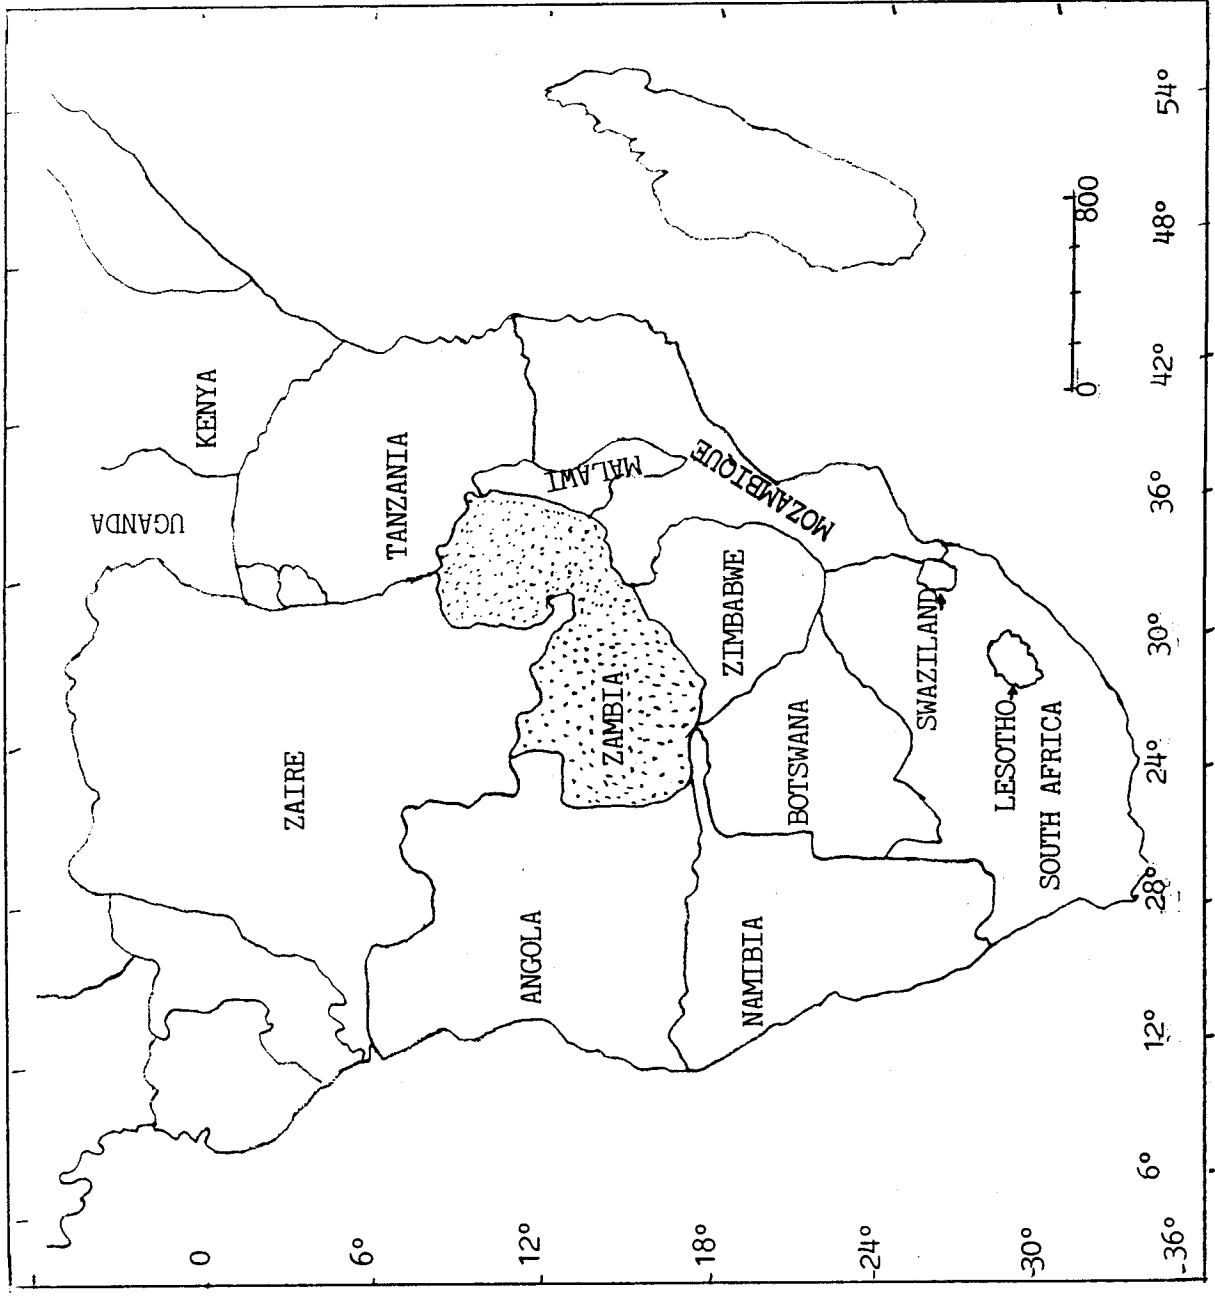 KENYA
UGANDA
TANZANIA
ZAIRE
MALAWI
MOZAMBIQUE
ZAMBIA
ANGOLA
ZIMBABWE
BOTSWANA
NAMIBIA
SWAZILAND
LESOTHO
SOUTH AFRICA
0 800
0
6°
12°
18°
-24°
-30°
-36°
6° 12° 28° 24° 30° 36° 42° 48° 54°